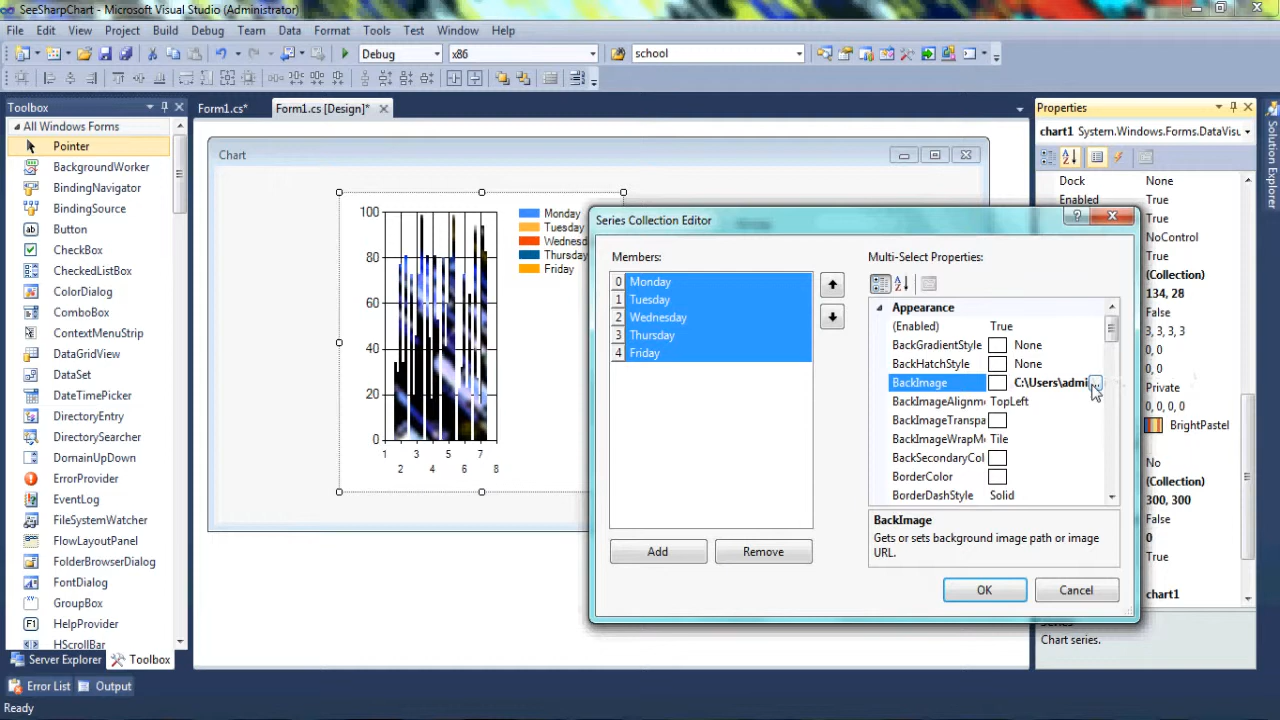 SeeSharpChart - Microsoft Visual Studio (Administrator)
File Edit View Project Build Debug Team Data Format Tools Test Window Help
Debug x86 school
Toolbox
All Windows Forms
Pointer
BackgroundWorker
BindingNavigator
BindingSource
Button
CheckBox
CheckedListBox
ColorDialog
ComboBox
ContextMenuStrip
DataGridView
DataSet
DateTimePicker
DirectoryEntry
DirectorySearcher
DomainUpDown
ErrorProvider
EventLog
FileSystemWatcher
FlowLayoutPanel
FolderBrowserDialog
FontDialog
GroupBox
HelpProvider
HScrollBar
Server Explorer Toolbox
Error List Output
Ready
Form1.cs* Form1.cs [Design]*
Chart
100
80
60
40
20
0
1 3 5 7
2 4 6 8
Monday
Tuesday
Wednesd
Thursday
Friday
Series Collection Editor
Members:
0 Monday
1 Tuesday
2 Wednesday
3 Thursday
4 Friday
Add Remove
Multi-Select Properties:
Appearance
(Enabled) True
BackGradientStyle None
BackHatchStyle None
BackImage C:\Users\admi ...
BackImageAlignm TopLeft
BackImageTranspa
BackImageWrapM Tile
BackSecondaryCol
BorderColor
BorderDashStyle Solid
BackImage
Gets or sets background image path or image
URL.
OK Cancel
Properties
chart1 System.Windows.Forms.DataVisu
Dock None
Enabled True
True
NoControl
True
(Collection)
134, 28
False
3, 3, 3, 3
0, 0
0, 0
Private
0, 0, 0, 0
BrightPastel
No
(Collection)
300, 300
False
0
True
chart1
Chart series.
Solution Explorer